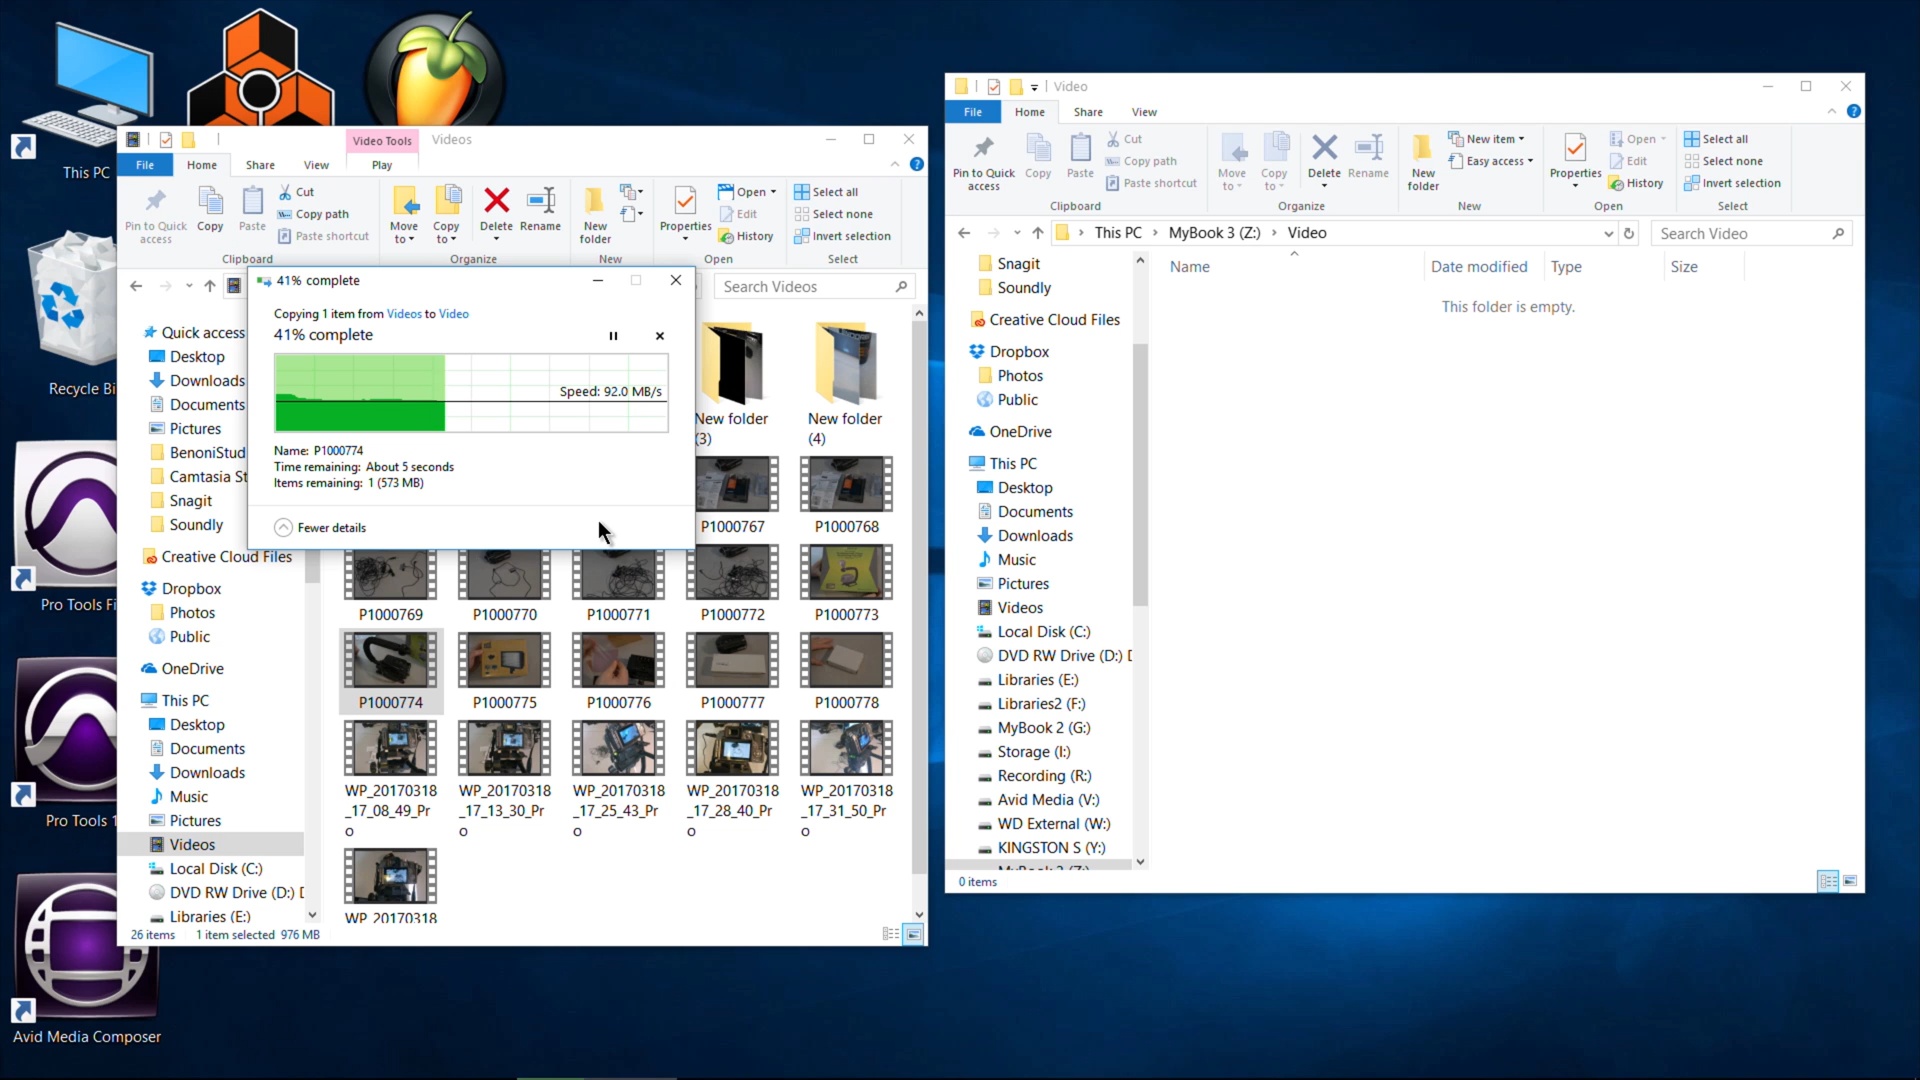 This PC
Recycle Bi
Pro Tools Fi
Pro Tools 1
Avid Media Composer
Video Tools
Videos
File
Home
Share
View
Play
Pin to Quick access
Copy
Paste
Cut
Copy path
Paste shortcut
Clipboard
Move to
Copy to
Delete
Rename
Organize
New folder
New
Properties
Open
Edit
History
Open
Select all
Select none
Invert selection
Select
Search Videos
Quick access
Desktop
Downloads
Documents
Pictures
BenoniStud
Camtasia St
Snagit
Soundly
Creative Cloud Files
Dropbox
Photos
Public
OneDrive
This PC
Desktop
Documents
Downloads
Music
Pictures
Videos
Local Disk (C:)
DVD RW Drive (D:) D
Libraries (E:)
26 items
1 item selected 976 MB
41% complete
Copying 1 item from Videos to Video
41% complete
Speed: 92.0 MB/s
Name: P1000774
Time remaining: About 5 seconds
Items remaining: 1 (573 MB)
Fewer details
New folder
(3)
New folder
(4)
P1000767
P1000768
P1000769
P1000770
P1000771
P1000772
P1000773
P1000774
P1000775
P1000776
P1000777
P1000778
WP_20170318
_17_08_49_Pr
o
WP_20170318
_17_13_30_Pr
o
WP_20170318
_17_25_43_Pr
o
WP_20170318
_17_28_40_Pr
o
WP_20170318
_17_31_50_Pr
o
WP_20170318
Video
File
Home
Share
View
Pin to Quick access
Copy
Paste
Cut
Copy path
Paste shortcut
Clipboard
Move to
Copy to
Delete
Rename
Organize
New folder
New item
Easy access
New
Properties
Open
Edit
History
Open
Select all
Select none
Invert selection
Select
This PC
MyBook 3 (Z:)
Video
Search Video
Name
Date modified
Type
Size
This folder is empty.
Snagit
Soundly
Creative Cloud Files
Dropbox
Photos
Public
OneDrive
This PC
Desktop
Documents
Downloads
Music
Pictures
Videos
Local Disk (C:)
DVD RW Drive (D:) D
Libraries (E:)
Libraries2 (F:)
MyBook 2 (G:)
Storage (I:)
Recording (R:)
Avid Media (V:)
WD External (W:)
KINGSTON S (Y:)
MyBook 3 (Z:)
0 items